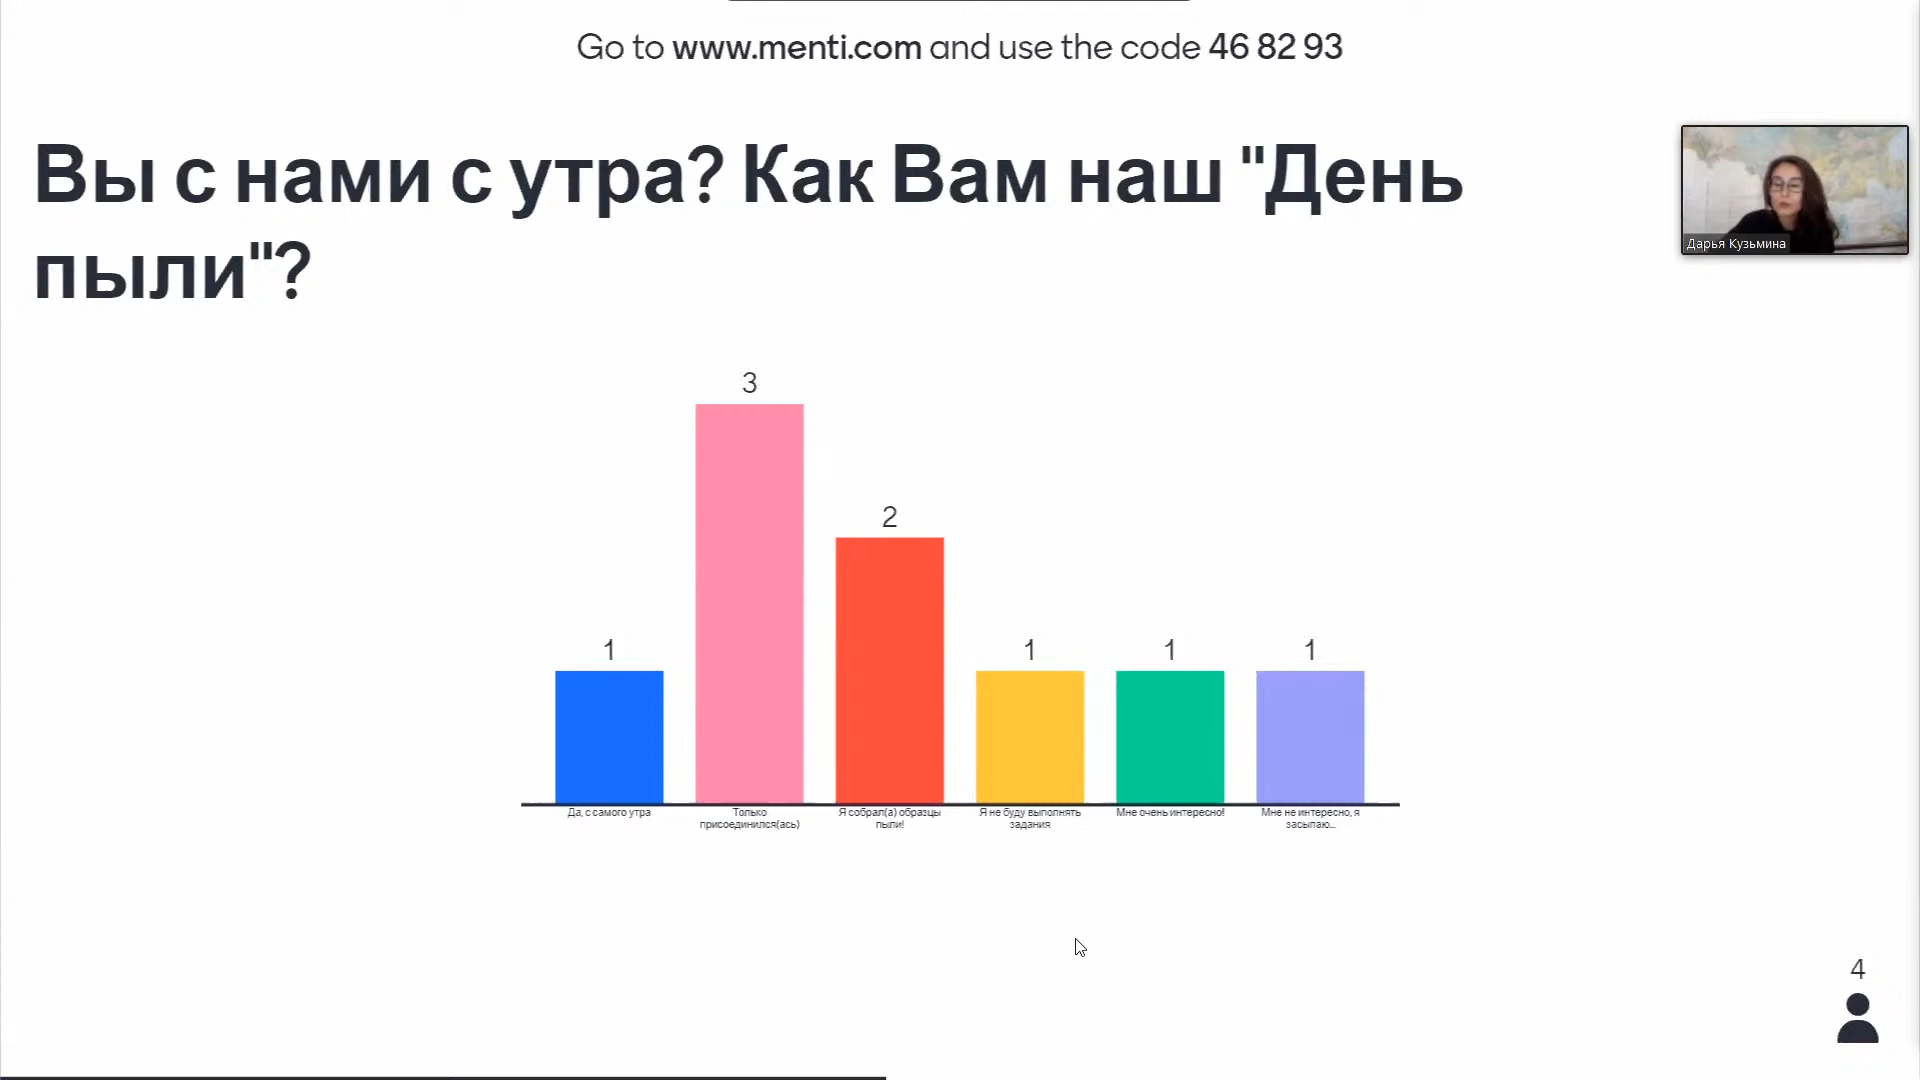 Go to www.menti.com and use the code 46 82 93
Вы с нами с утра? Как Вам наш "День
пыли"?
Дарья Кузьмина
3
2
1
1
1
1
Да, с самого утра
Только
присоединился(ась)
Я собрал(а) образцы
пыли!
Я не буду выполнять
задания
Мне очень интересно!
Мне не интересно, я
засыпаю...
4